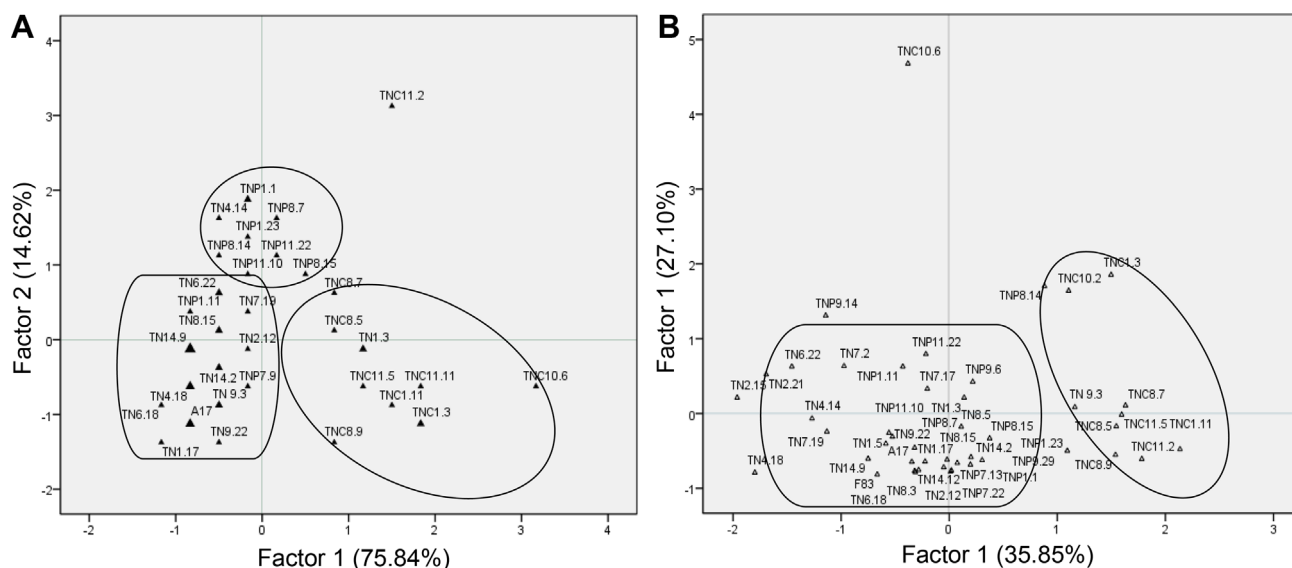 A
B
Factor 2 (14.62%)
4
3
2
1
0
-1
-2
TNC11.2
TNP1.1
TN4.14
TNP8.7
TNP1.23
TNP8.14
TNP11.22
TNP11.10
TNP8.15
TN6.22
TNC8.7
TNP1.11
TN7.19
TN8.15
TNC8.5
TN14.9
TN2.12
TN1.3
TN14.2
TNP7.9
TNC11.5
TNC11.11
TNC10.6
TN4.18
TN 9.3
TNC1.11
TN6.18
A17
TNC1.3
TN1.17
TN9.22
TNC8.9
-2 -1 0 1 2 3 4
Factor 1 (75.84%)
Factor 1 (27.10%)
5
4
3
2
1
0
-1
TNC10.6
TNC1.3
TNC10.2
TNP8.14
TNP9.14
TNP11.22
TN6.22
TN7.2
TNP1.11
TN7.17
TNP9.6
TN2.15
TN2.21
TN 9.3
TNC8.7
TN4.14
TNP11.10
TN1.3
TN8.5
TNP8.7
TNP8.15
TNC8.5
TNC11.5
TNC1.11
TN7.19
TN1.5
TN9.22
TN8.15
TNP1.23
TNC11.2
A17
TN1.17
TN14.2
TNP9.29
TNC8.9
TN4.18
TN14.9
TNP7.13
TNP1.1
F83
TN14.12
TN6.18
TN8.3
TN2.12
TNP7.22
-2 -1 0 1 2 3
Factor 1 (35.85%)